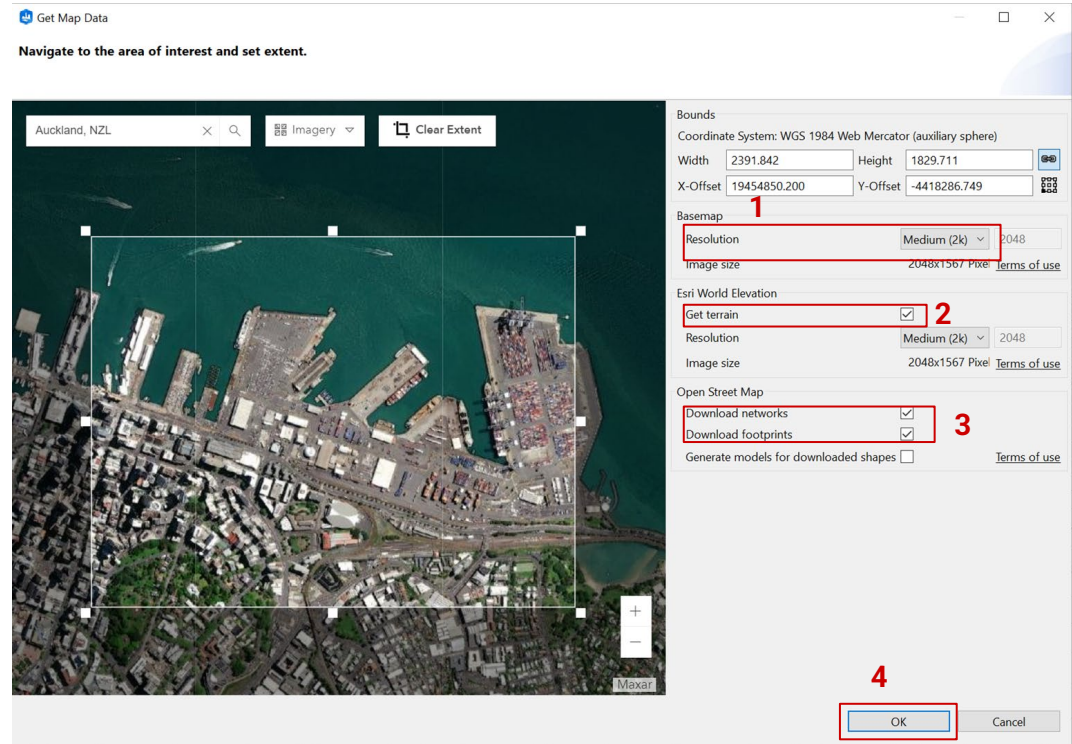 Get Map Data
Navigate to the area of interest and set extent.
Auckland, NZL
Imagery
Clear Extent
Maxar
Bounds
Coordinate System: WGS 1984 Web Mercator (auxiliary sphere)
Width 2391.842 Height 1829.711
X-Offset 19454850.200 Y-Offset -4418286.749
1
Basemap
Resolution Medium (2k) 2048
Image size 2048x1567 Pixel Terms of use
Esri World Elevation
Get terrain 2
Resolution Medium (2k) 2048
Image size 2048x1567 Pixel Terms of use
Open Street Map
Download networks
3
Download footprints
Generate models for downloaded shapes Terms of use
4
OK Cancel